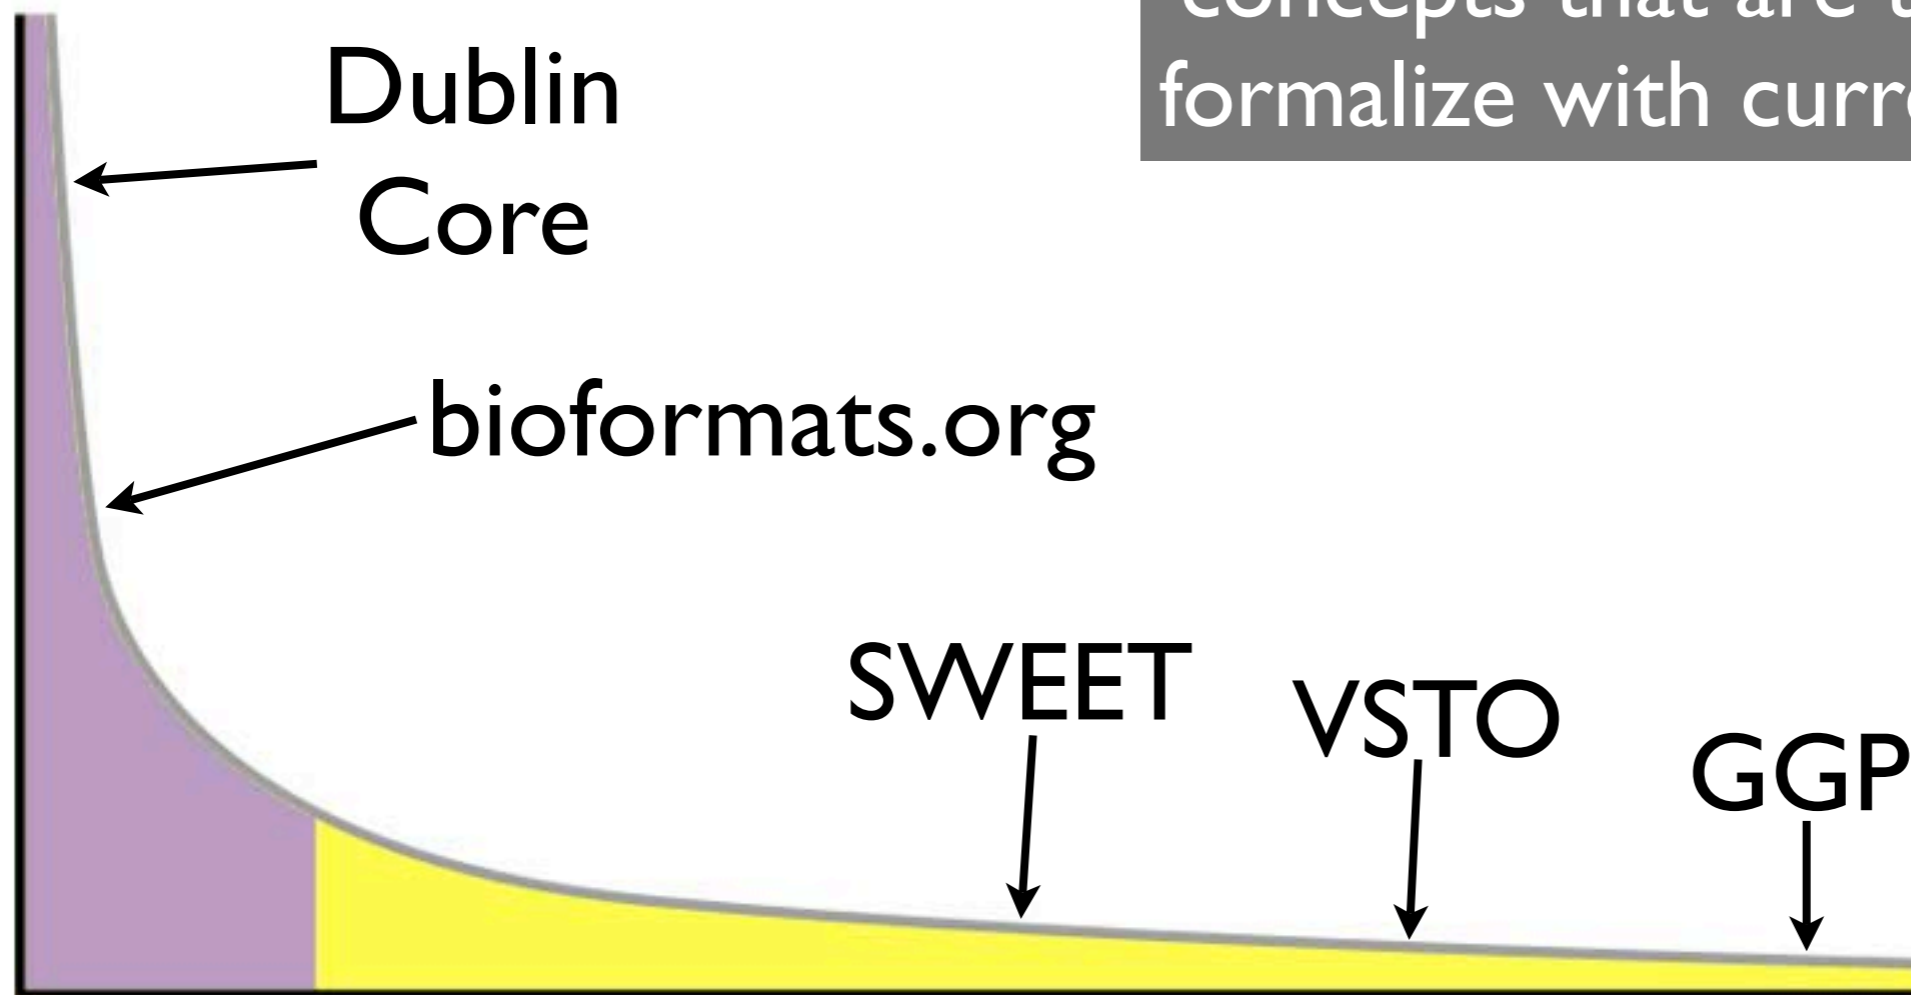 concepts that are
formalize with
Dublin
Core
bioformats.org
SWEET
VSTO
GGP